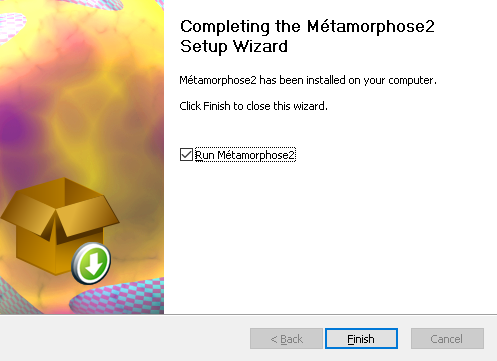 Completing the Métamorphose2
Setup Wizard
Métamorphose2 has been installed on your computer.
Click Finish to close this wizard.
Run Métamorphose2
< Back
Finish
Cancel